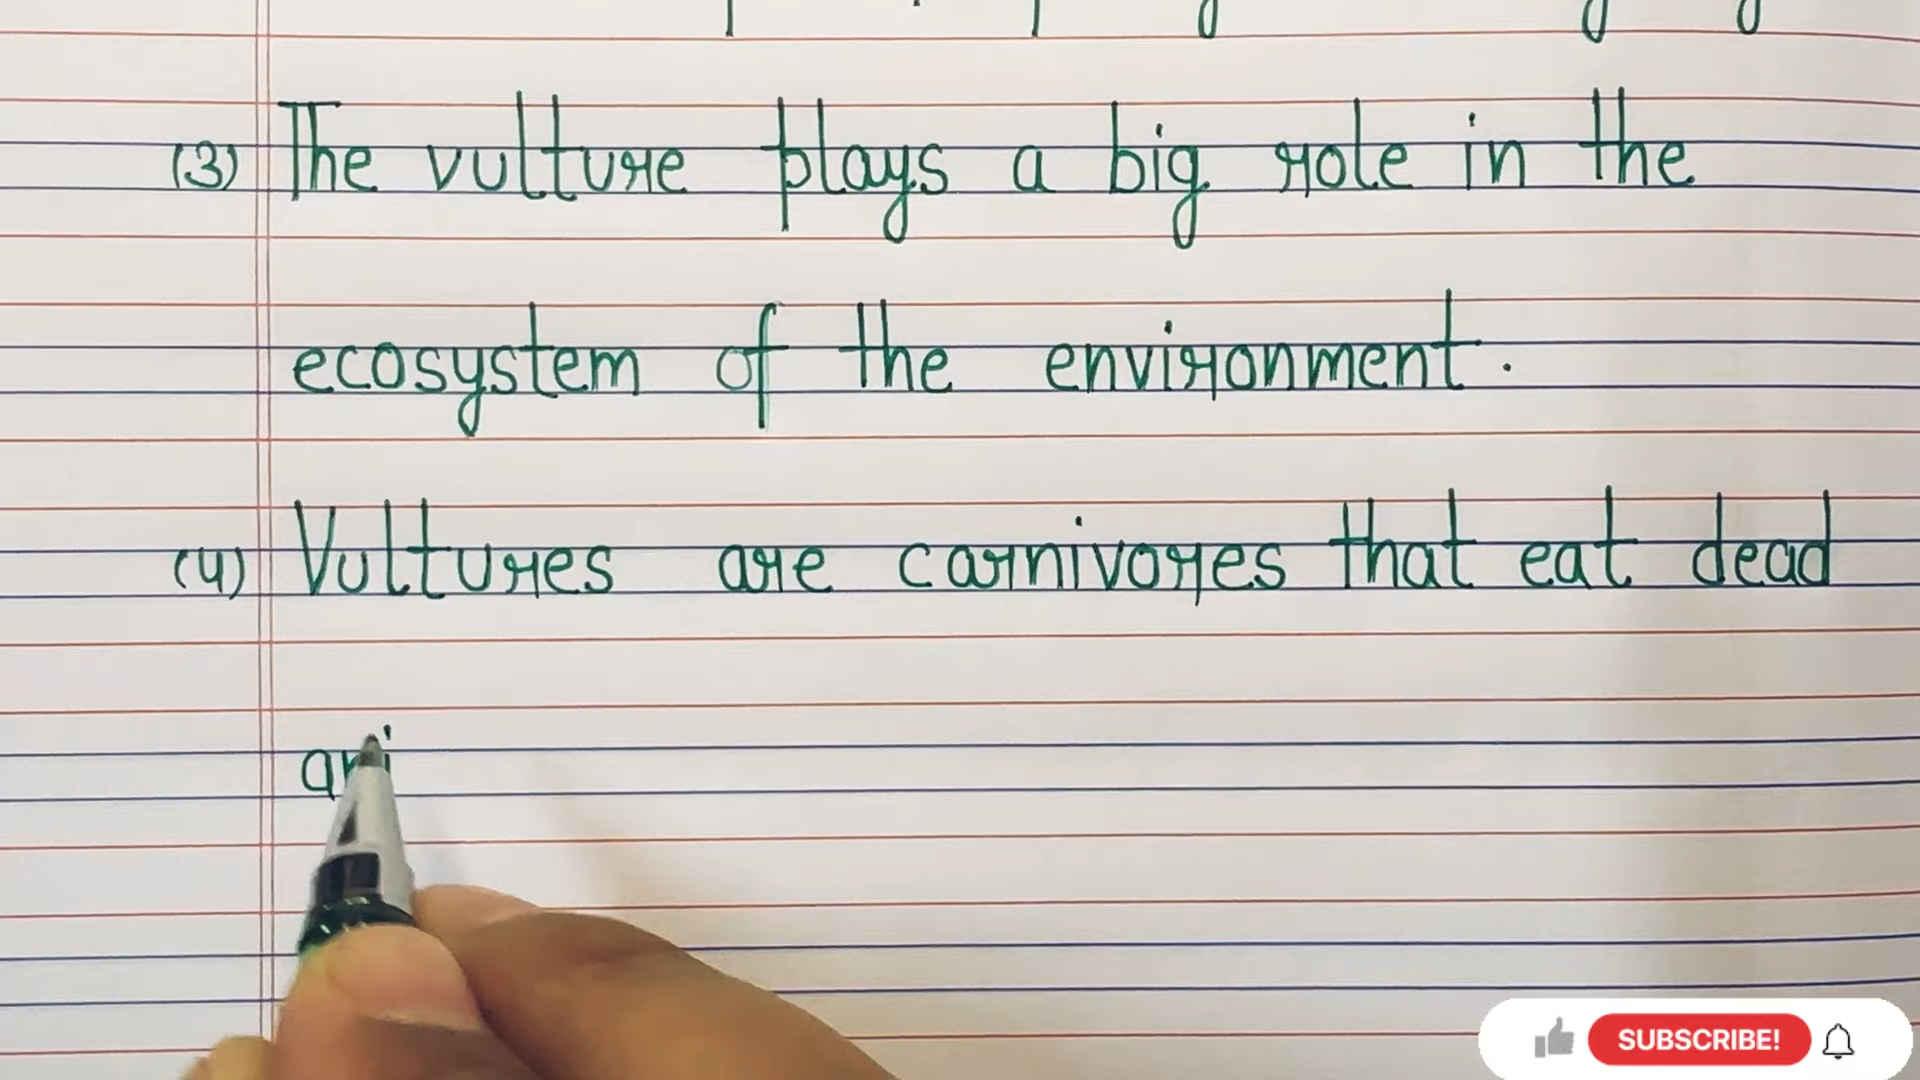 (3) The vulture plays a big role in the
ecosystem of the environment.
(4) Vultures are carnivores that eat dead
ani
SUBSCRIBE!